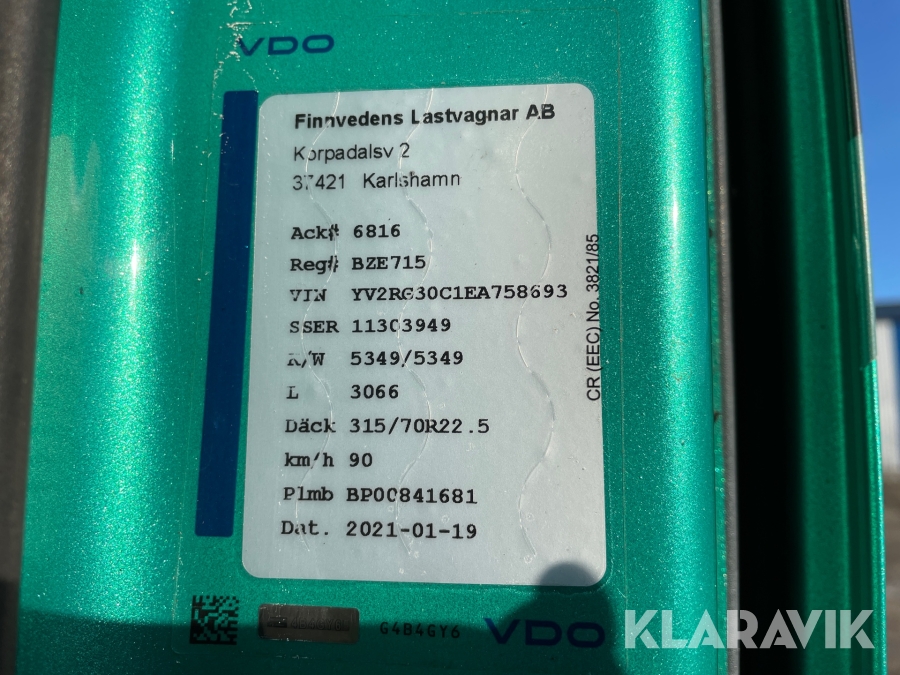 VDO
Finnvedens Lastvagnar AB
Korpadalsv 2
37421 Karlshamn
Ack# 6816
Reg# BZE715
VIN YV2RG30C1EA758693
SSER 11303949
K/W 5349/5349
L 3066
Däck 315/70R22.5
km/h 90
Plmb BP00841681
Dat. 2021-01-19
CR (EEC) No. 3821/85
G4B4GY6
VDO
KLARAVIK